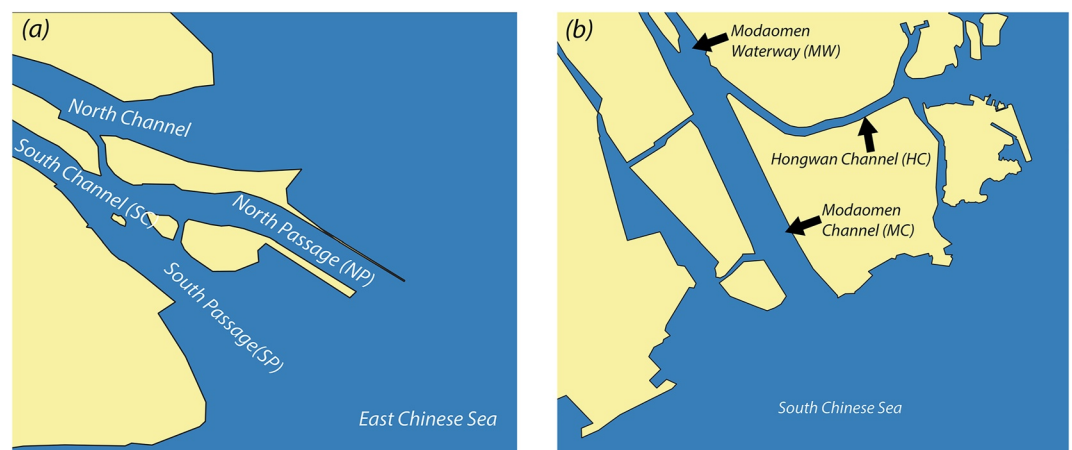 (a)
North Channel
South Channel (SC)
North Passage (NP)
South Passage(SP)
East Chinese Sea
(b)
Modaomen
Waterway (MW)
Hongwan Channel (HC)
Modaomen
Channel (MC)
South Chinese Sea